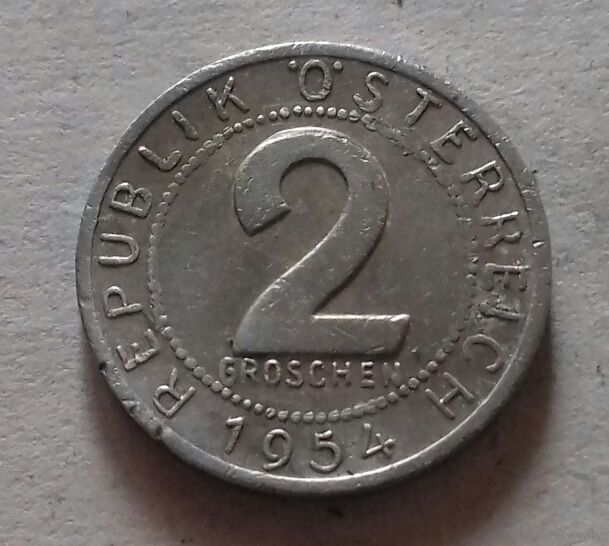 REPUBLIK ÖSTERREICH
2
GROSCHEN
1954